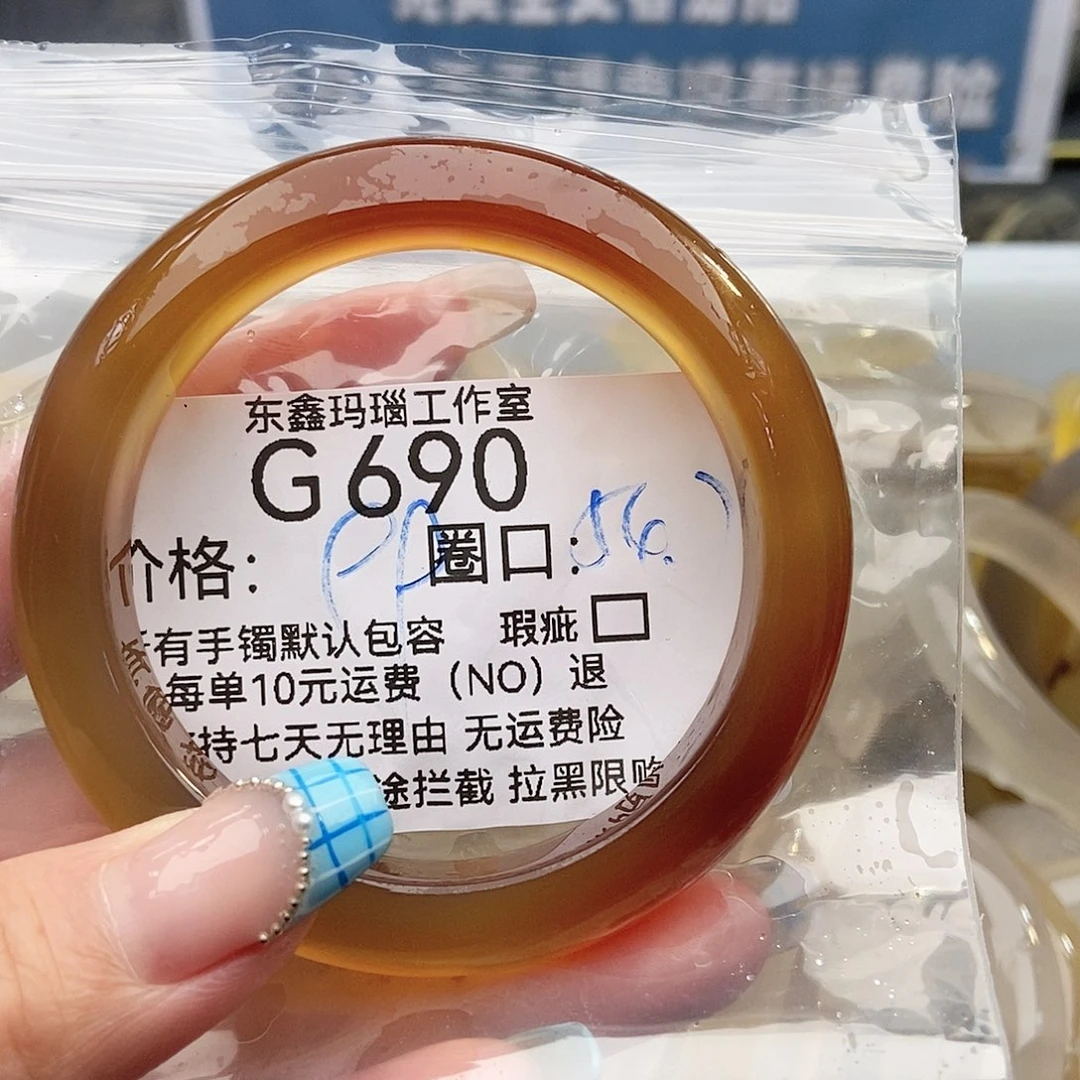 东鑫玛瑙工作室
G690
价格： 圈口：56.
有手镯默认包容 瑕疵
每单10元运费（NO）退
持七天无理由 无运费险
途拦截 拉黑限购